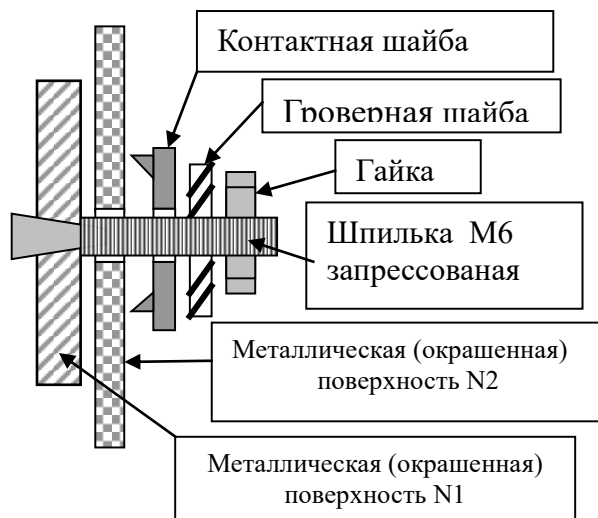 Контактная шайба
Гроверная шайба
Гайка
Шпилька М6
запрессованая
Металлическая (окрашенная)
поверхность N2
Металлическая (окрашенная)
поверхность N1